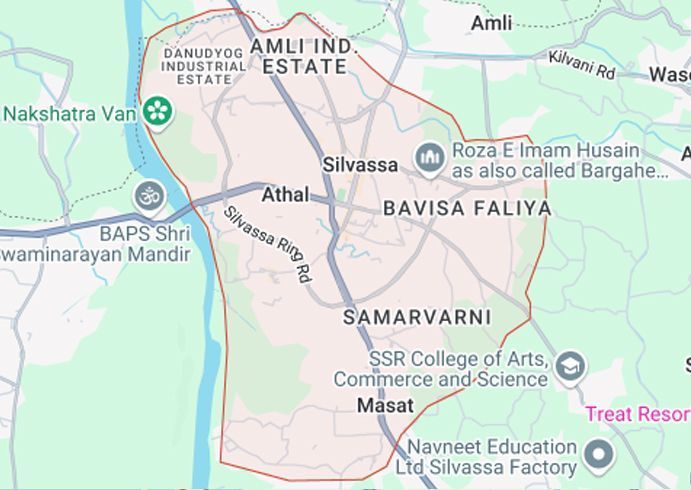 Amli
AMLI IND.
ESTATE
DANUDYOG
INDUSTRIAL
ESTATE
Kilvani Rd
Waso
Nakshatra Van
Silvassa
Roza E Imam Husain
as also called Bargahe...
A
Athal
BAVISA FALIYA
Silvassa Ring Rd
BAPS Shri
waminarayan Mandir
SAMARVARNI
SSR College of Arts,
Commerce and Science
S
Masat
Treat Resor
Navneet Education
Ltd Silvassa Factory